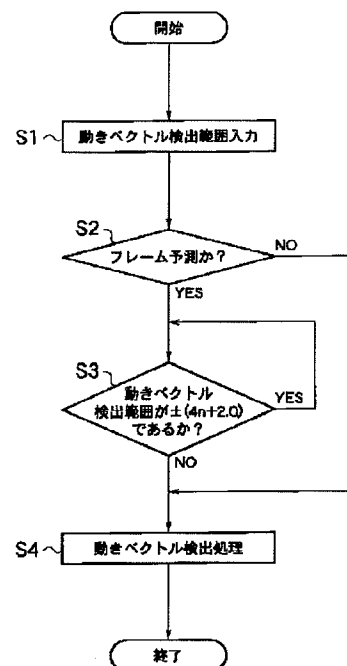 開始
S1
動きベクトル検出範囲入力
S2
フレーム予測か？
NO
YES
S3
動きベクトル
検出範囲が±(4n+2.0)
であるか？
YES
NO
S4
動きベクトル検出処理
終了